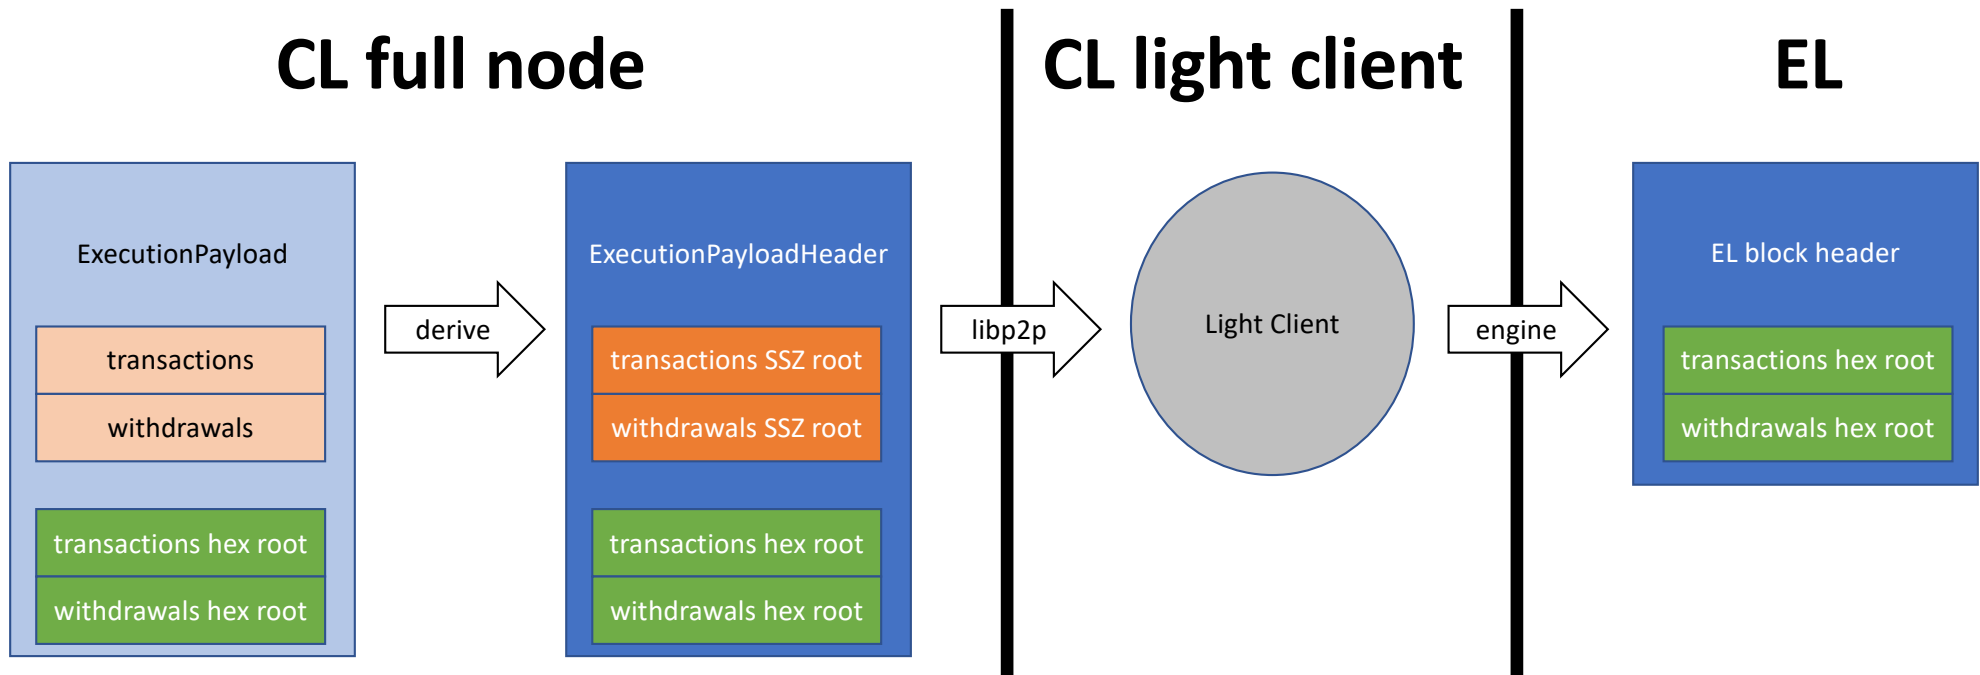 CL full node
CL light client
EL
ExecutionPayload
transactions
withdrawals
transactions hex root
withdrawals hex root
derive
ExecutionPayloadHeader
transactions SSZ root
withdrawals SSZ root
transactions hex root
withdrawals hex root
libp2p
Light Client
engine
EL block header
transactions hex root
withdrawals hex root